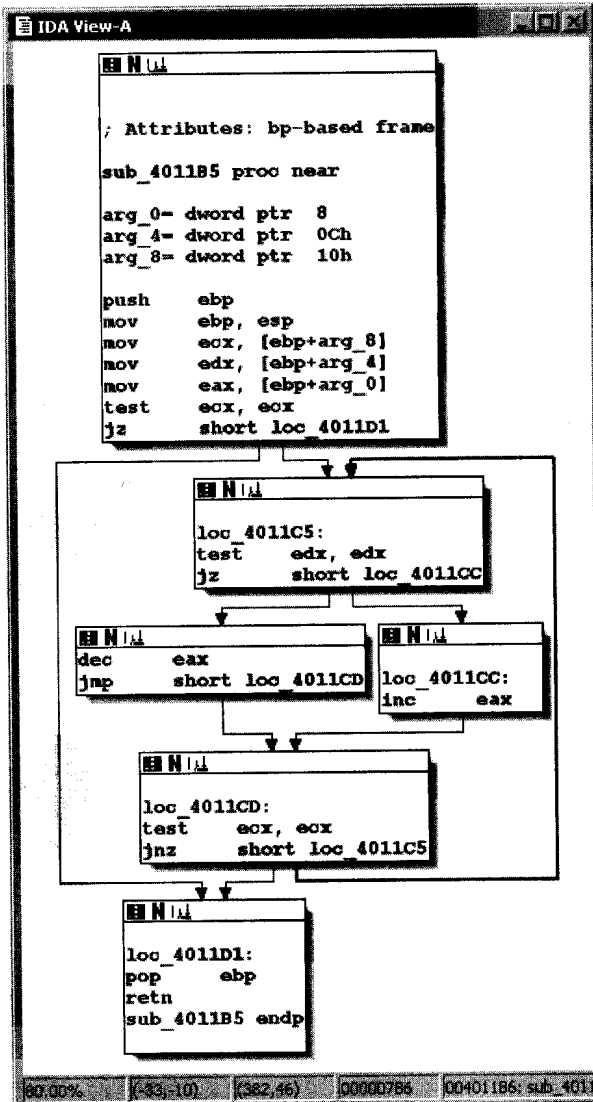 IDA View-A
; Attributes: bp-based frame
sub_4011B5 proc near
arg_0= dword ptr 8
arg_4= dword ptr 0Ch
arg_8= dword ptr 10h
push ebp
mov ebp, esp
mov ecx, [ebp+arg_8]
mov edx, [ebp+arg_4]
mov eax, [ebp+arg_0]
test ecx, ecx
jz short loc_4011D1
loc_4011C5:
test edx, edx
jz short loc_4011CC
dec eax
jmp short loc_4011CD
loc_4011CC:
inc eax
loc_4011CD:
test ecx, ecx
jnz short loc_4011C5
loc_4011D1:
pop ebp
retn
sub_4011B5 endp
80.00% (-33,-10) (382,46) 000007B6 004011B6: sub_4011